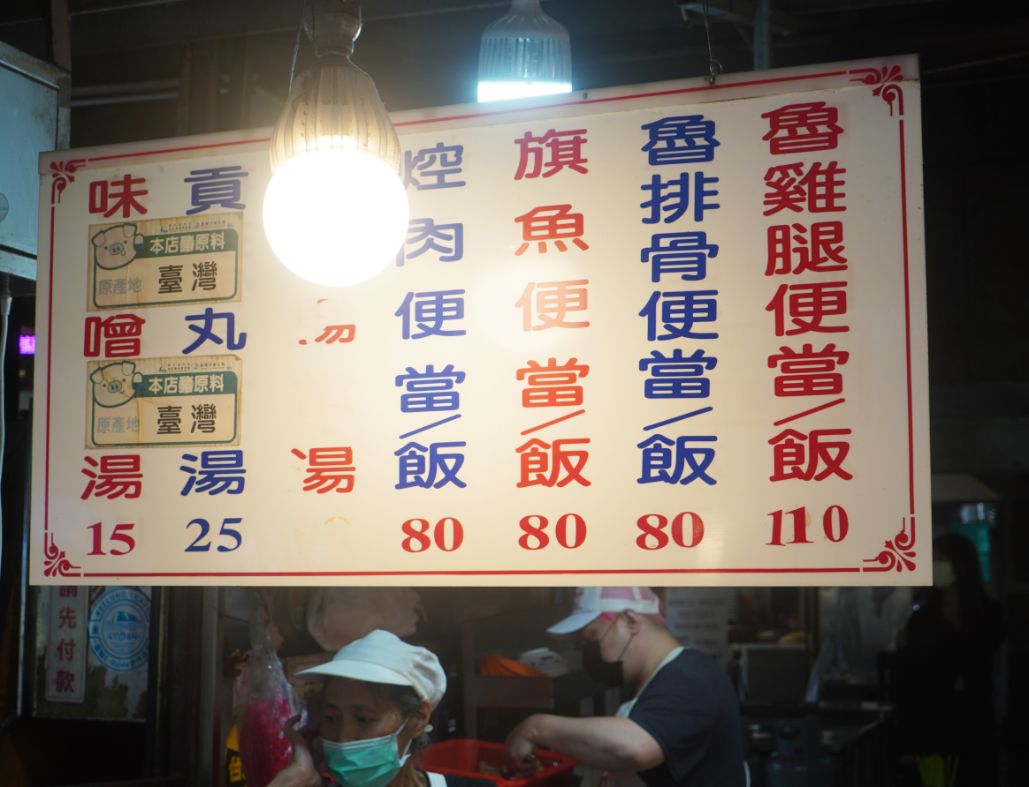 魯雞腿便當/飯 110
魯排骨便當/飯 80
旗魚便當/飯 80
焢肉便當/飯 80
湯
貢丸湯 25
味噌湯 15
本店豬原料
原產地 臺灣
本店豬原料
原產地 臺灣
請先付款